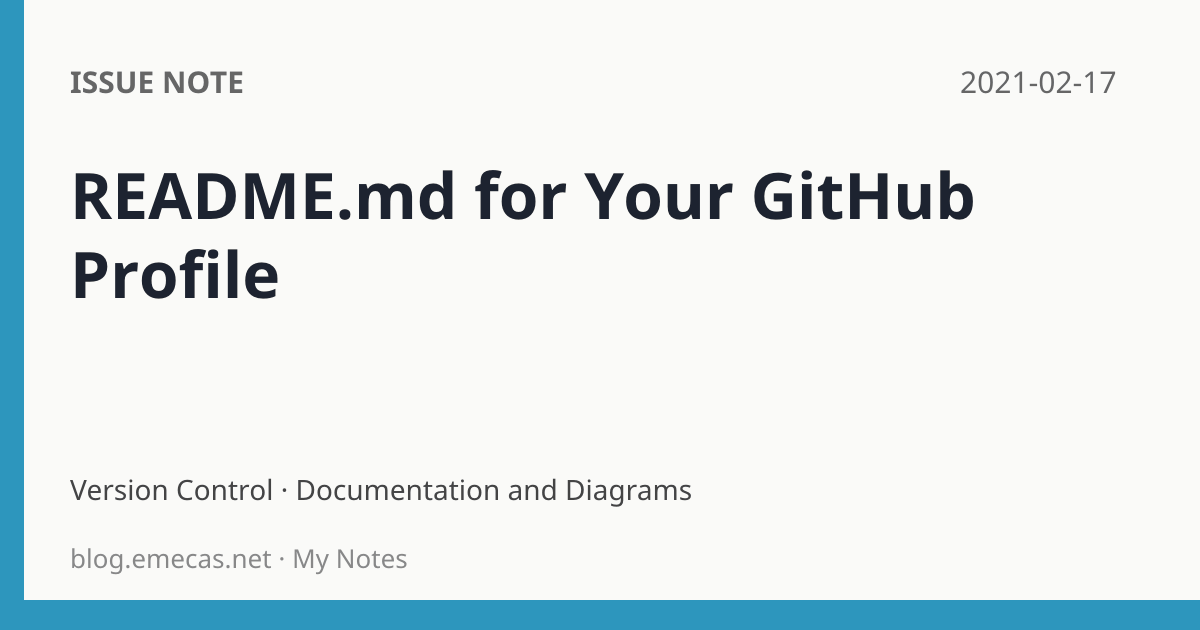 ISSUE NOTE
2021-02-17
README.md for Your GitHub
Profile
Version Control · Documentation and Diagrams
blog.emecas.net · My Notes